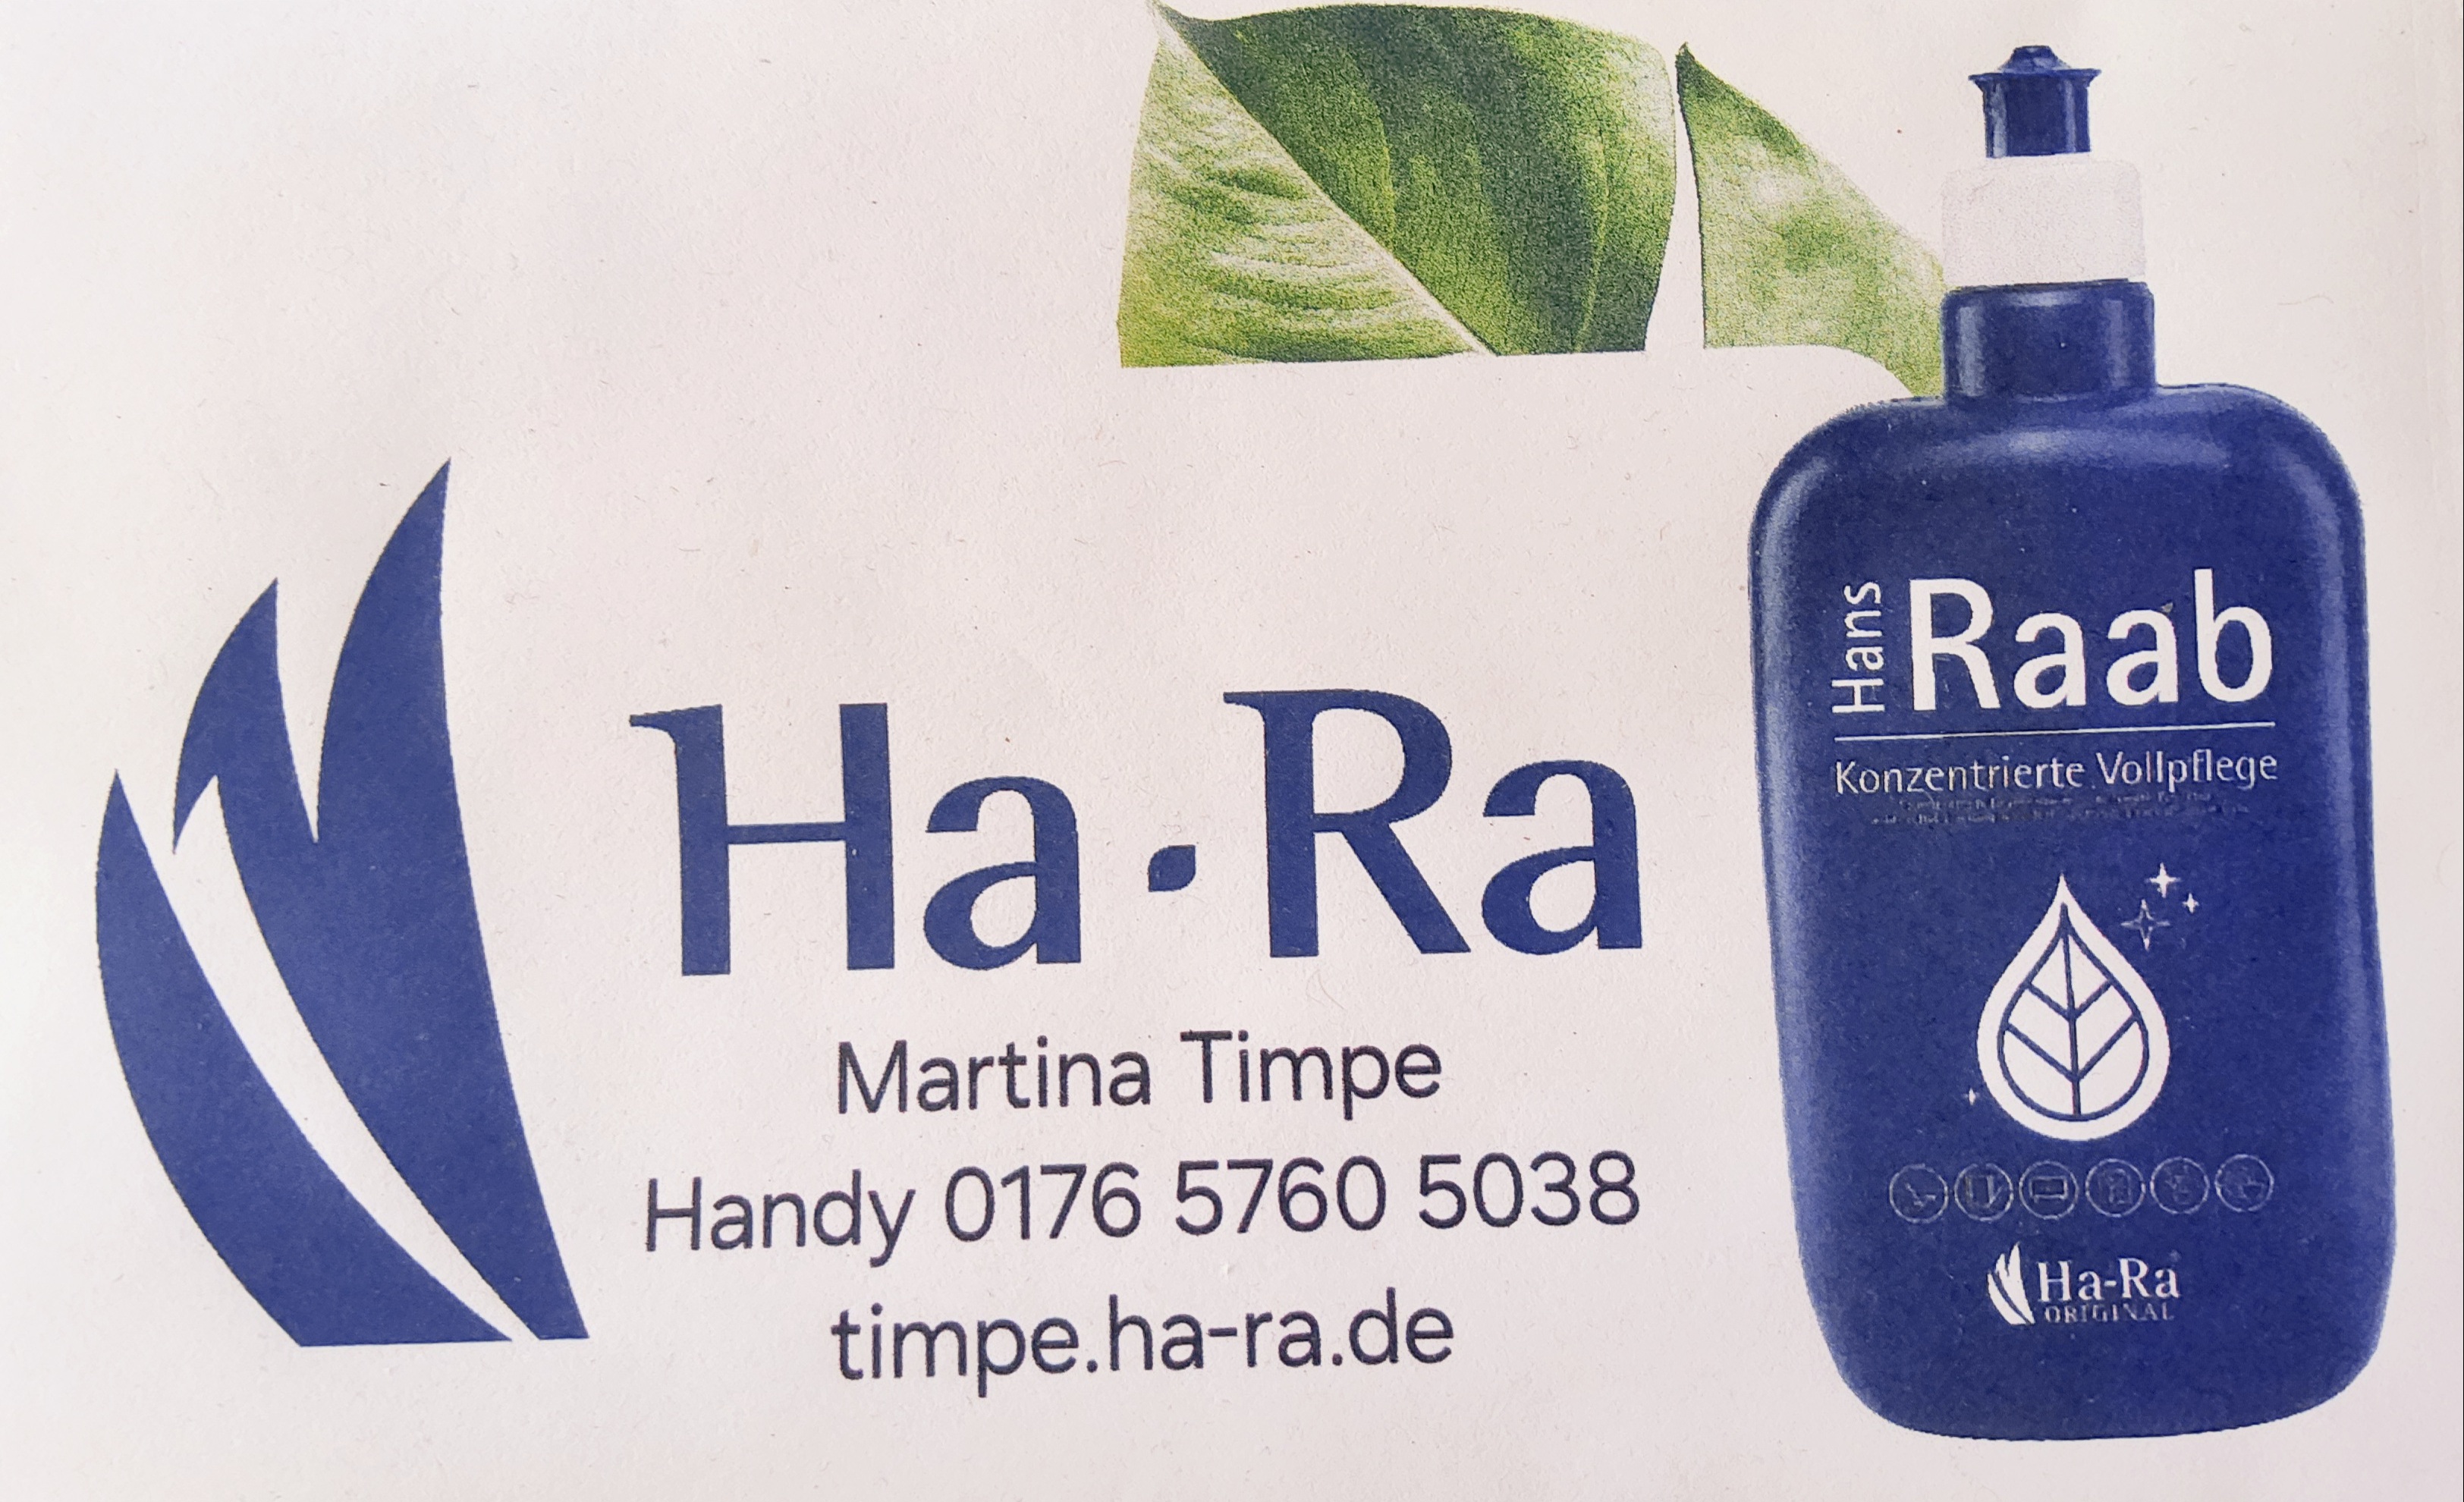 Ha·Ra
Martina Timpe
Handy 0176 5760 5038
timpe.ha-ra.de
Hans
Raab
Konzentrierte Vollpflege
Ha-Ra
ORIGINAL